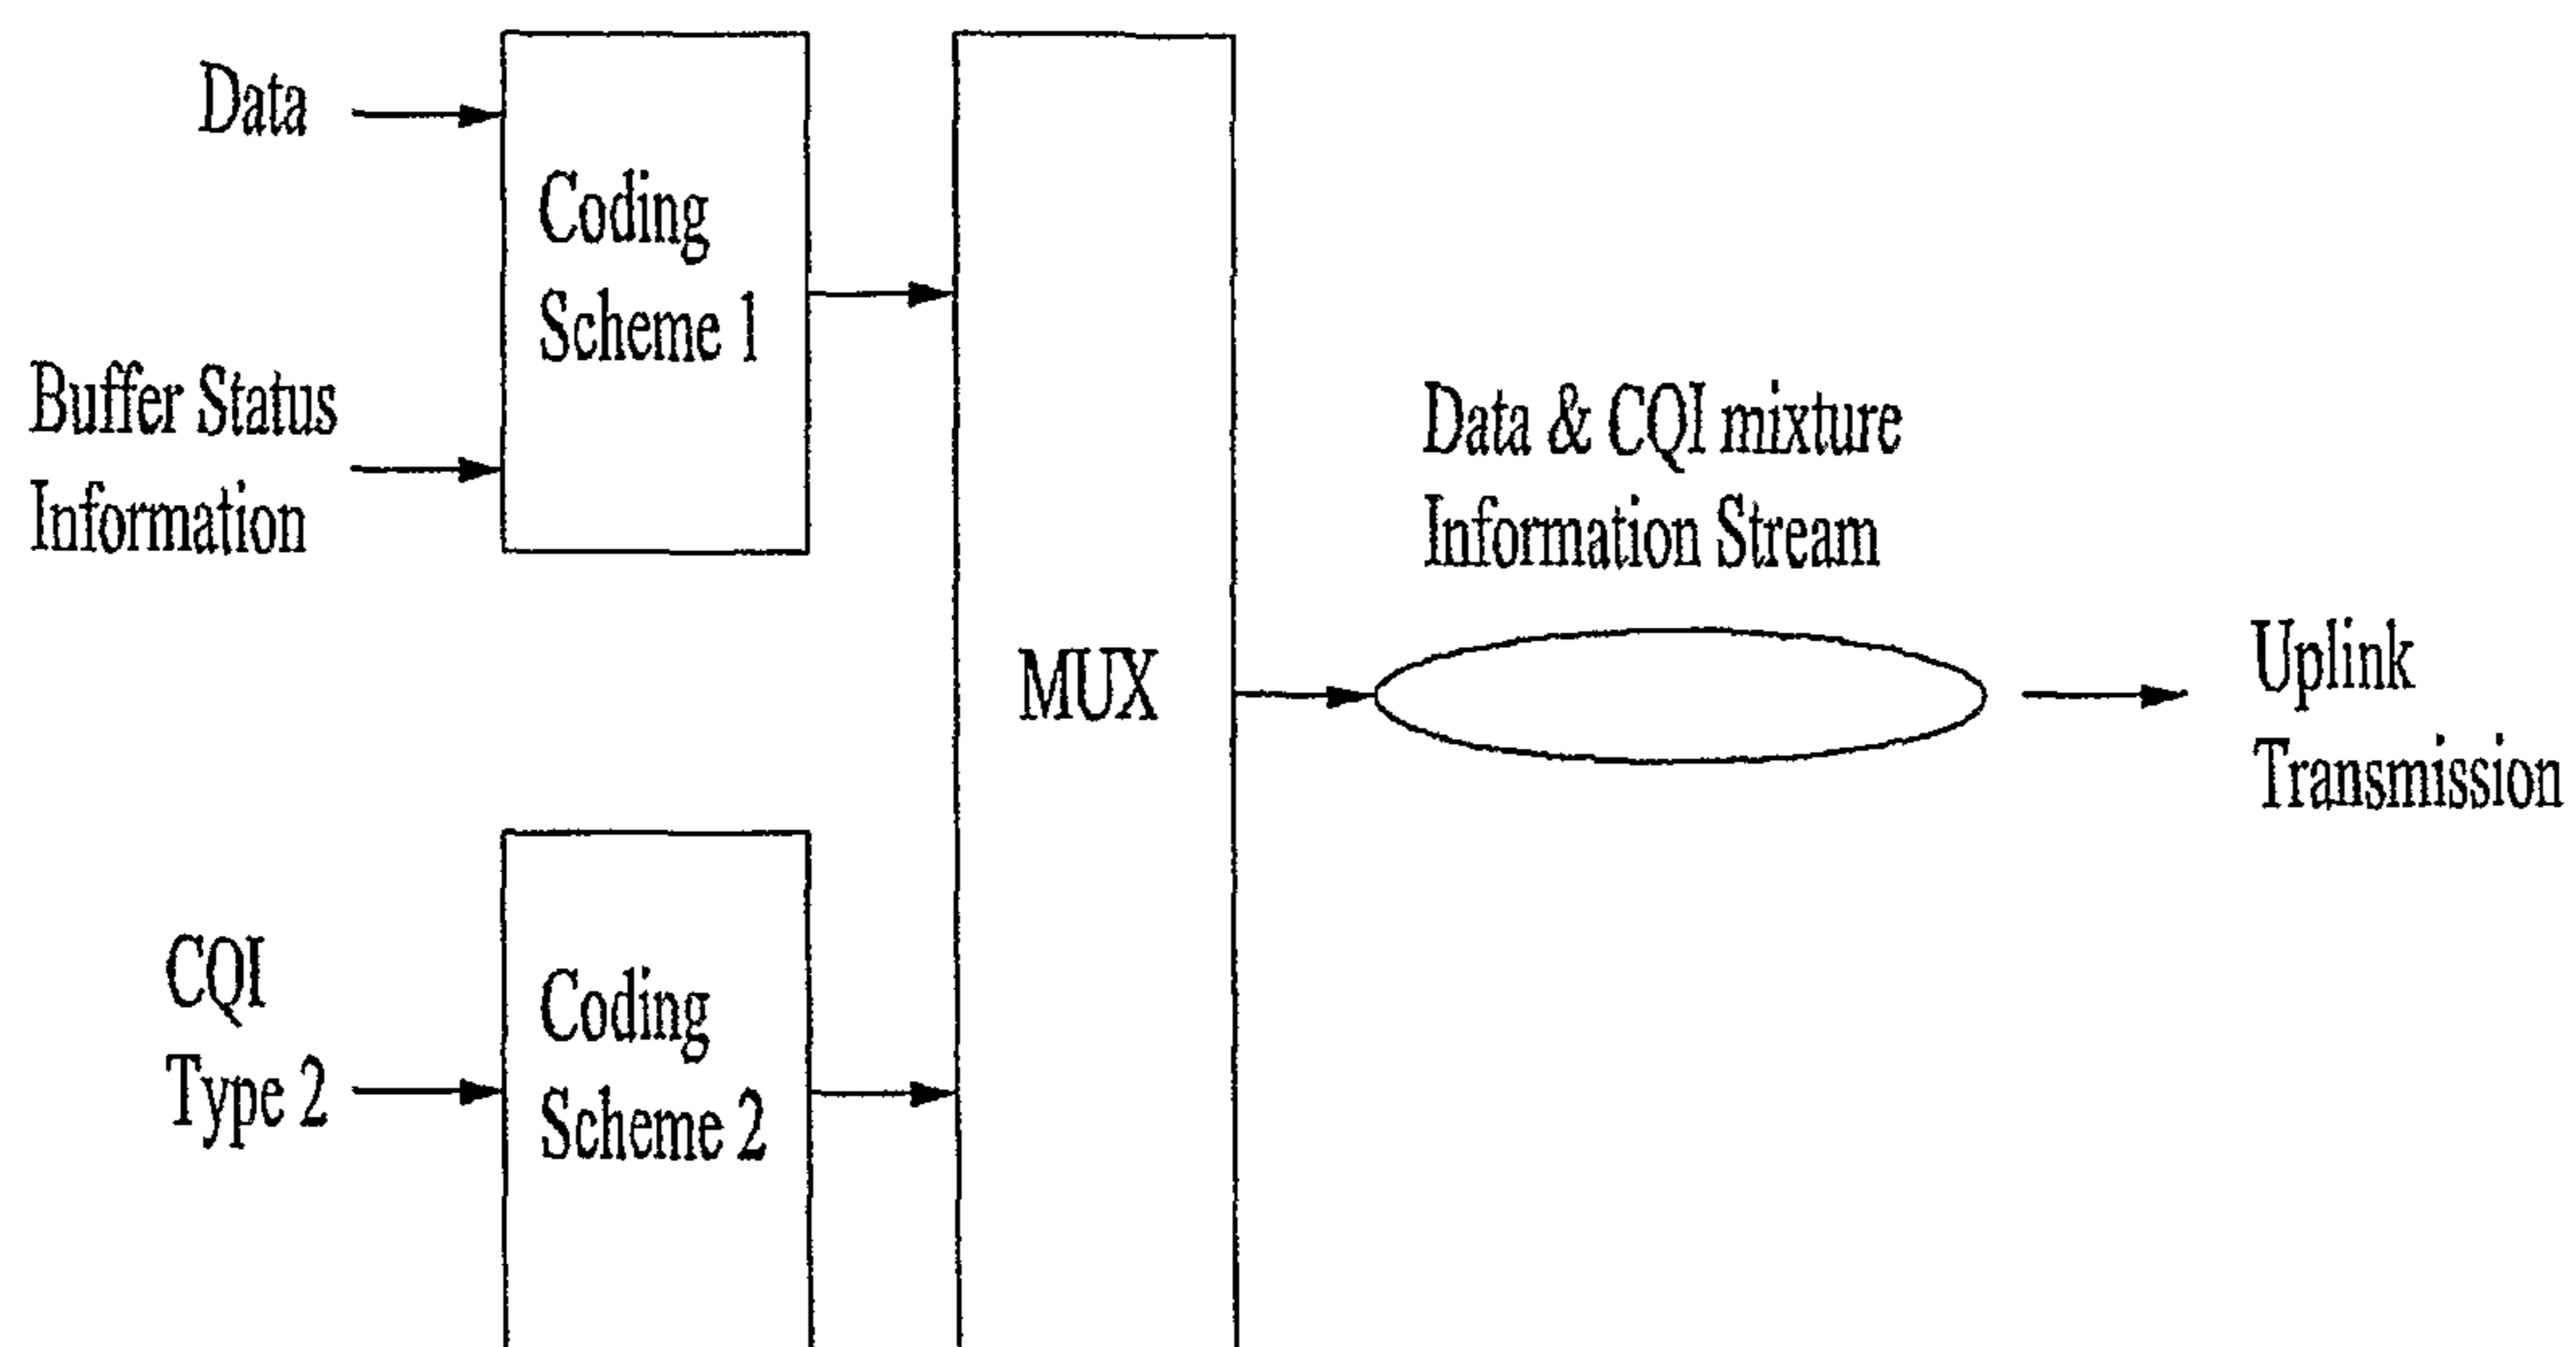 Data
Coding
Scheme 1
Buffer Status
Information
Data & CQI mixture
Information Stream
MUX
Uplink
Transmission
CQI
Type 2
Coding
Scheme 2